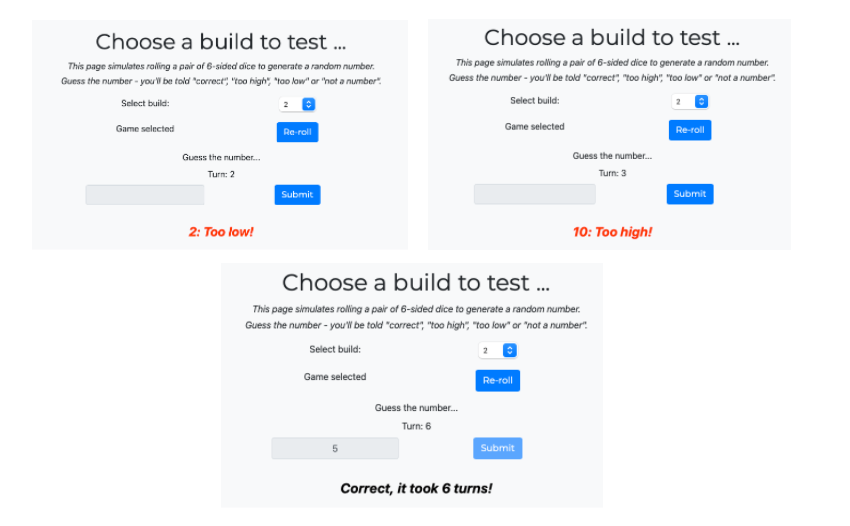 Choose a build to test ...
This page simulates rolling a pair of 6-sided dice to generate a random number.
Guess the number - you'll be told "correct", "too high", "too low" or "not a number".
Select build:
2
Game selected
Re-roll
Guess the number...
Turn: 2
Submit
2: Too low!
Choose a build to test ...
This page simulates rolling a pair of 6-sided dice to generate a random number.
Guess the number - you'll be told "correct", "too high", "too low" or "not a number".
Select build:
2
Game selected
Re-roll
Guess the number...
Turn: 3
Submit
10: Too high!
Choose a build to test ...
This page simulates rolling a pair of 6-sided dice to generate a random number.
Guess the number - you'll be told "correct", "too high", "too low" or "not a number".
Select build:
2
Game selected
Re-roll
Guess the number...
Turn: 6
5
Submit
Correct, it took 6 turns!